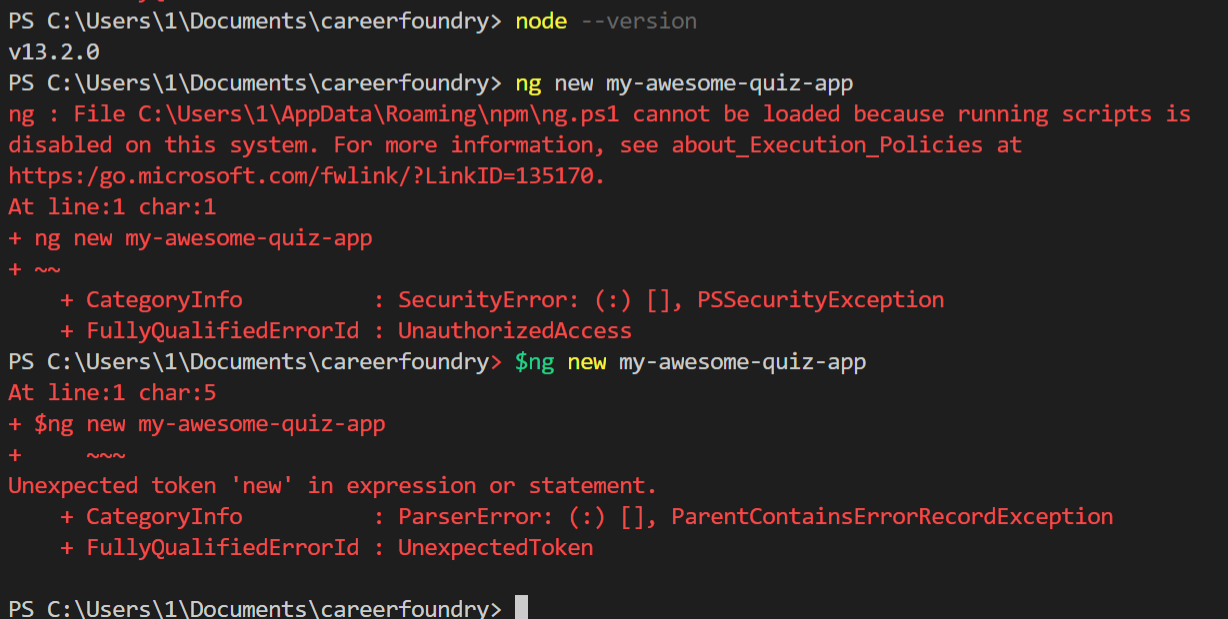 PS C:\Users\1\Documents\careerfoundry> node --version
v13.2.0
PS C:\Users\1\Documents\careerfoundry> ng new my-awesome-quiz-app
ng : File C:\Users\1\AppData\Roaming\npm\ng.ps1 cannot be loaded because running scripts is
disabled on this system. For more information, see about_Execution_Policies at
https:/go.microsoft.com/fwlink/?LinkID=135170.
At line:1 char:1
+ ng new my-awesome-quiz-app
+ ~~
    + CategoryInfo          : SecurityError: (:) [], PSSecurityException
    + FullyQualifiedErrorId : UnauthorizedAccess
PS C:\Users\1\Documents\careerfoundry> $ng new my-awesome-quiz-app
At line:1 char:5
+ $ng new my-awesome-quiz-app
+     ~~~
Unexpected token 'new' in expression or statement.
    + CategoryInfo          : ParserError: (:) [], ParentContainsErrorRecordException
    + FullyQualifiedErrorId : UnexpectedToken
PS C:\Users\1\Documents\careerfoundry>